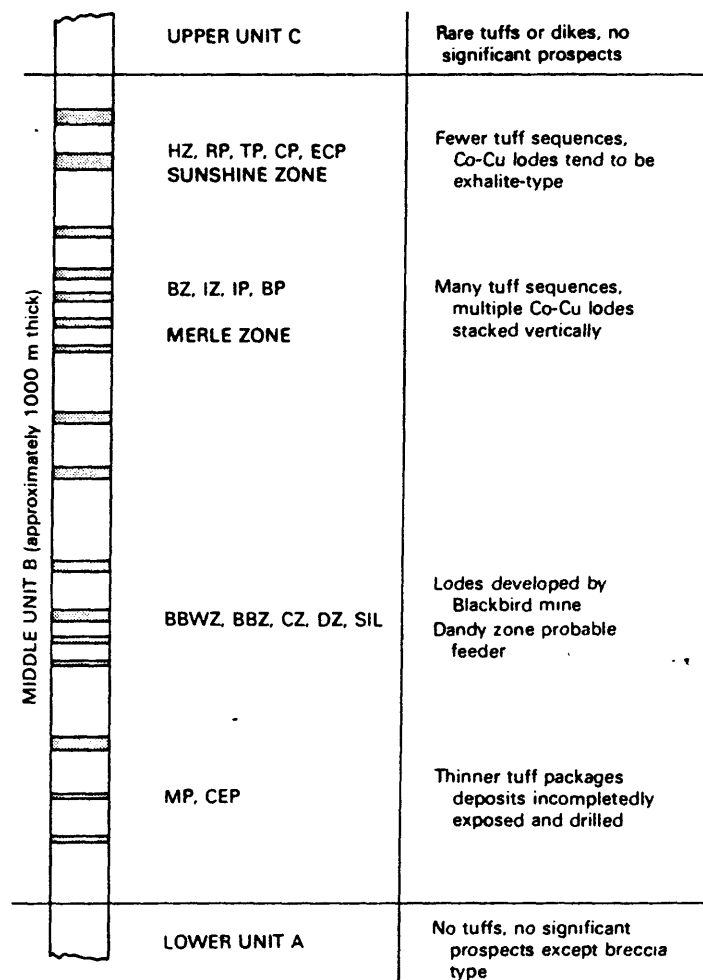 UPPER UNIT C
Rare tuffs or dikes, no
significant prospects
MIDDLE UNIT B (approximately 1000 m thick)
HZ, RP, TP, CP, ECP
SUNSHINE ZONE
Fewer tuff sequences,
Co-Cu lodes tend to be
exhalite-type
BZ, IZ, IP, BP
MERLE ZONE
Many tuff sequences,
multiple Co-Cu lodes
stacked vertically
BBWZ, BBZ, CZ, DZ, SIL
Lodes developed by
Blackbird mine
Dandy zone probable
feeder
MP, CEP
Thinner tuff packages
deposits incompletedly
exposed and drilled
LOWER UNIT A
No tuffs, no significant
prospects except breccia
type